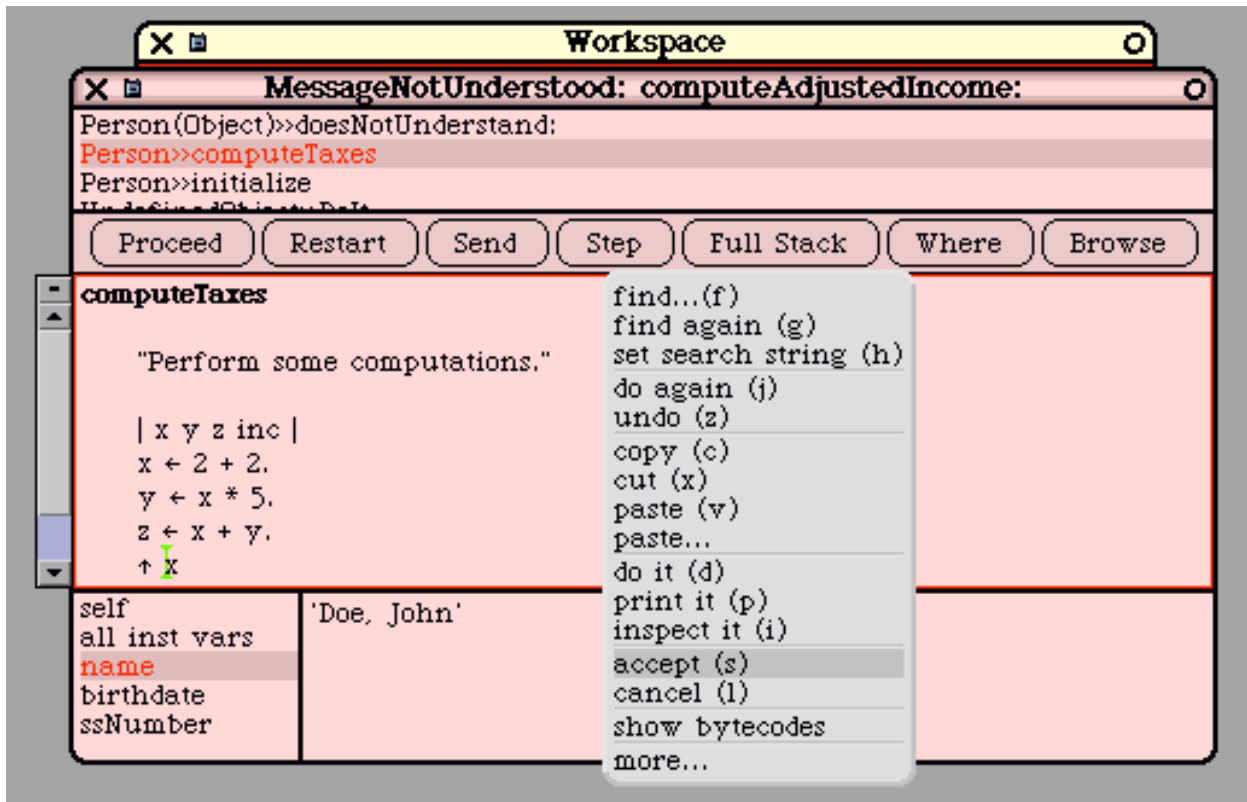 Workspace
MessageNotUnderstood: computeAdjustedIncome:
Person(Object)>>doesNotUnderstand:
Person>>computeTaxes
Person>>initialize
Proceed Restart Send Step Full Stack Where Browse
computeTaxes
"Perform some computations."
| x y z inc |
x ← 2 + 2.
y ← x * 5.
z ← x + y.
↑ x
find...(f)
find again (g)
set search string (h)
do again (j)
undo (z)
copy (c)
cut (x)
paste (v)
paste...
do it (d)
print it (p)
inspect it (i)
accept (s)
cancel (l)
show bytecodes
more...
self
all inst vars
name
birthdate
ssNumber
'Doe, John'